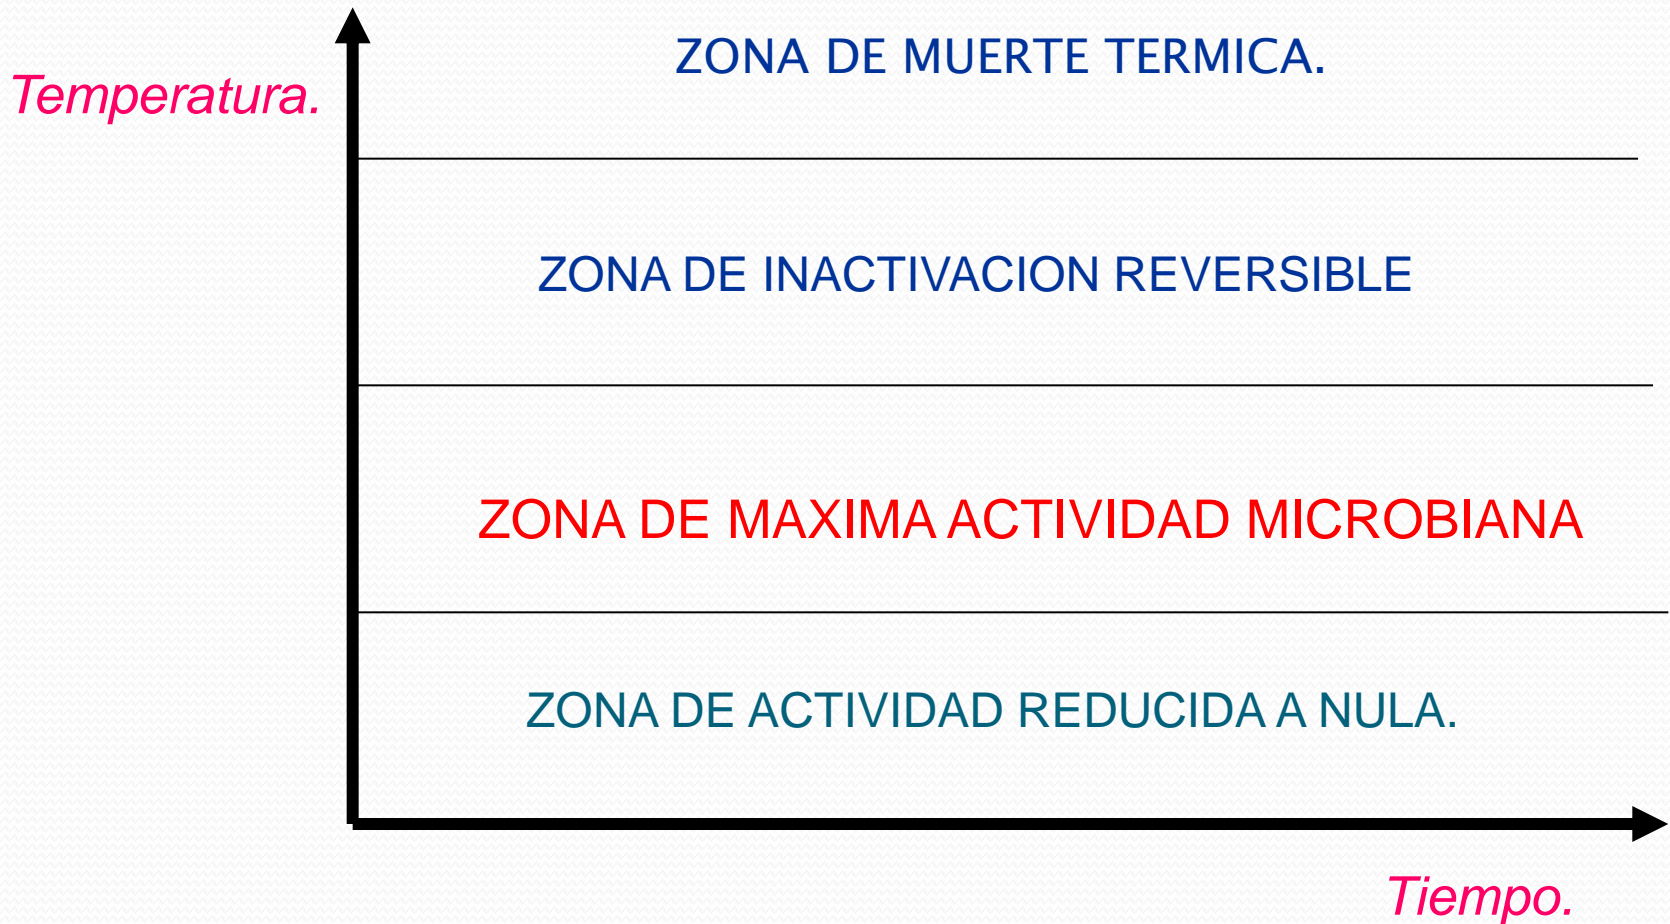 ZONA DE MUERTE TERMICA.
Temperatura.
ZONA DE INACTIVACION REVERSIBLE
ZONA DE MAXIMA ACTIVIDAD MICROBIANA
ZONA DE ACTIVIDAD REDUCIDA A NULA.
Tiempo.